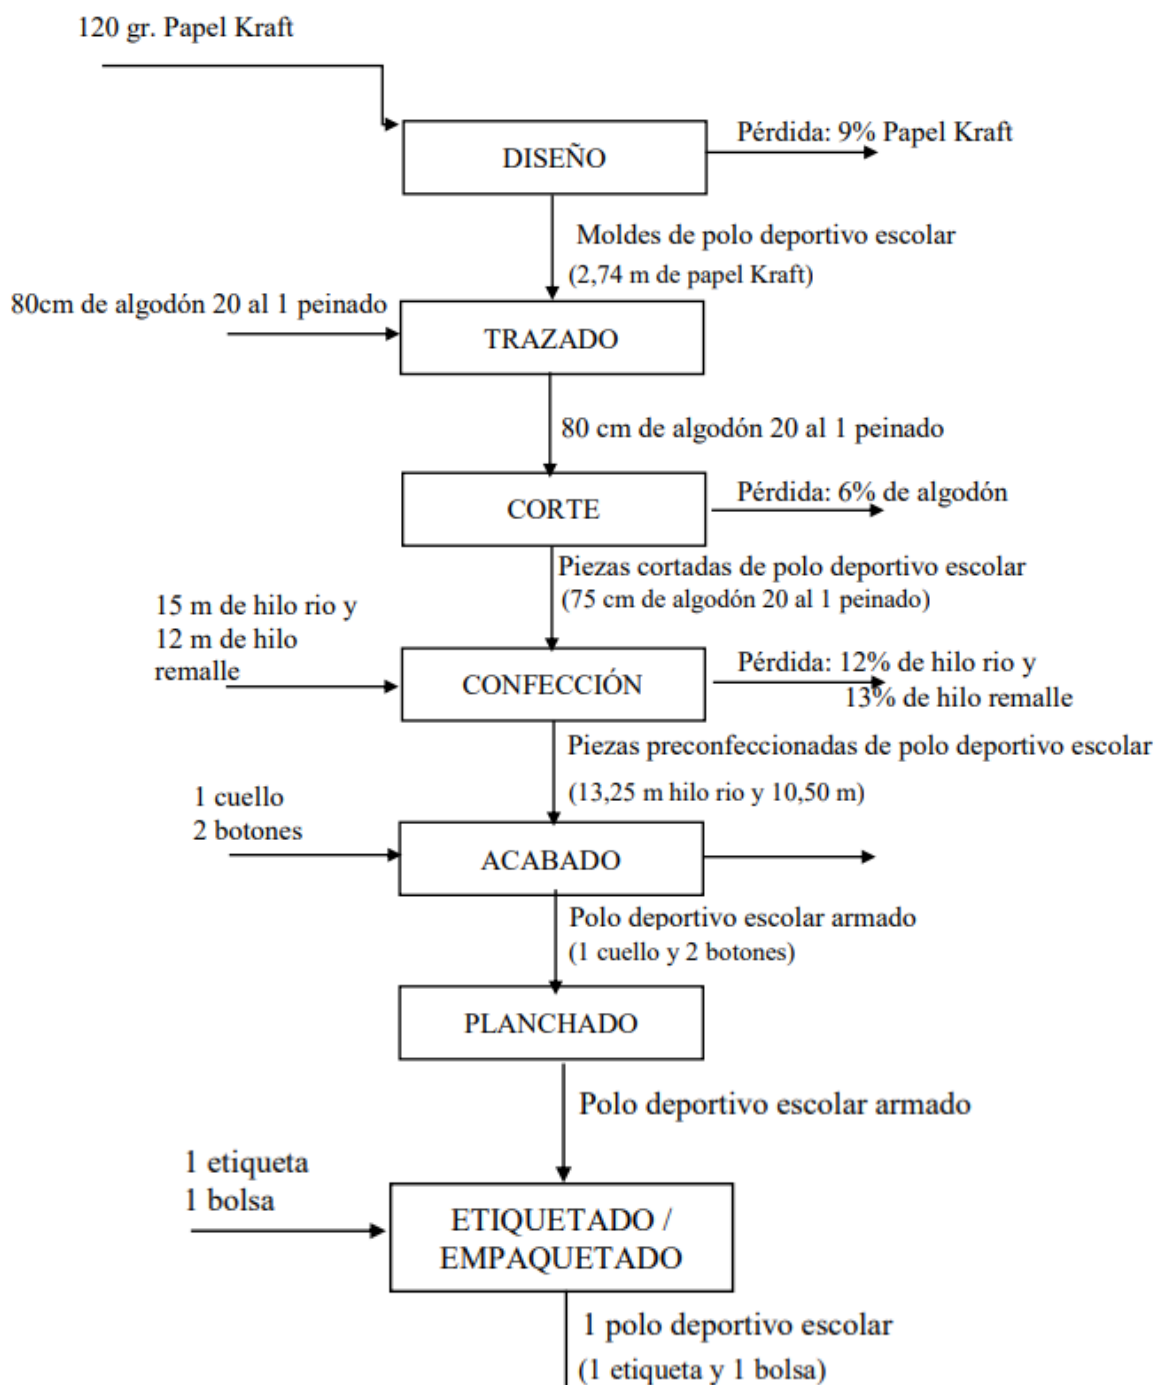 120 gr. Papel Kraft
DISEÑO
Pérdida: 9% Papel Kraft
Moldes de polo deportivo escolar
(2,74 m de papel Kraft)
80cm de algodón 20 al 1 peinado
TRAZADO
80 cm de algodón 20 al 1 peinado
CORTE
Pérdida: 6% de algodón
Piezas cortadas de polo deportivo escolar
(75 cm de algodón 20 al 1 peinado)
15 m de hilo rio y
12 m de hilo
remalle
CONFECCIÓN
Pérdida: 12% de hilo rio y
13% de hilo remalle
Piezas preconfeccionadas de polo deportivo escolar
(13,25 m hilo rio y 10,50 m)
1 cuello
2 botones
ACABADO
Polo deportivo escolar armado
(1 cuello y 2 botones)
PLANCHADO
Polo deportivo escolar armado
1 etiqueta
1 bolsa
ETIQUETADO /
EMPAQUETADO
1 polo deportivo escolar
(1 etiqueta y 1 bolsa)